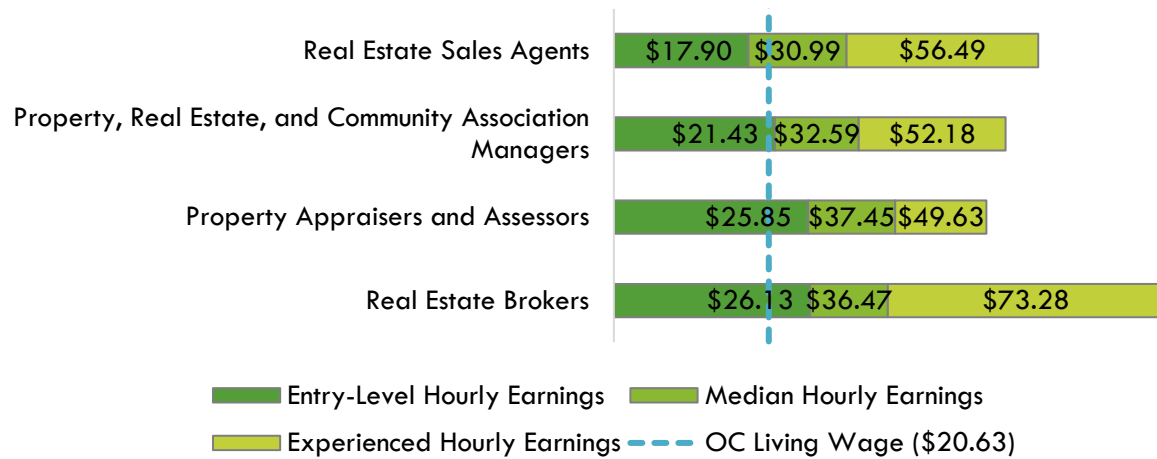 Real Estate Sales Agents
$17.90 $30.99 $56.49
Property, Real Estate, and Community Association
Managers
$21.43 $32.59 $52.18
Property Appraisers and Assessors
$25.85 $37.45 $49.63
Real Estate Brokers
$26.13 $36.47 $73.28
Entry-Level Hourly Earnings Median Hourly Earnings
Experienced Hourly Earnings OC Living Wage ($20.63)